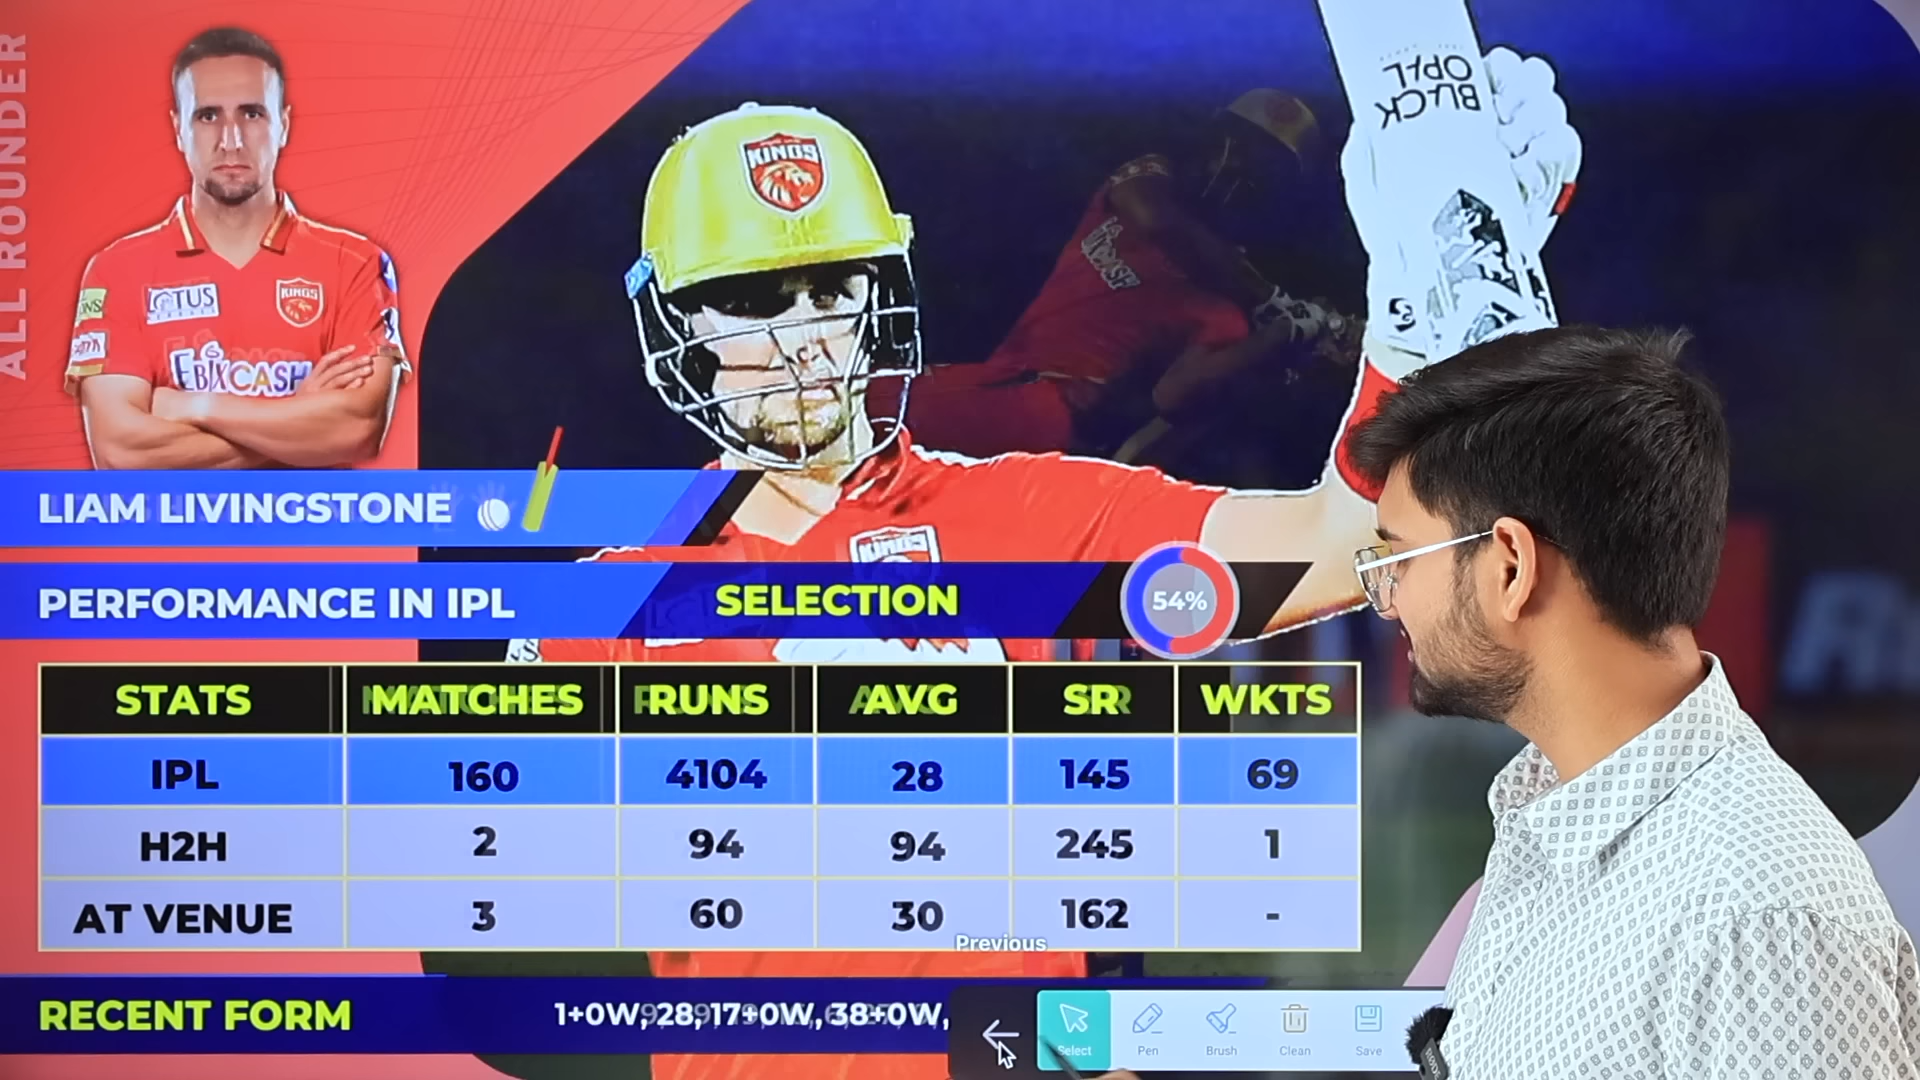 ALL ROUNDER
BLACK
OPAL
KINGS
LOTUS
KINGS
EBIXCASH
EBIXCASH
LIAM LIVINGSTONE
KINGS
PERFORMANCE IN IPL
SELECTION
54%
STATS MATCHES RUNS AVG SR WKTS
IPL 160 4104 28 145 69
H2H 2 94 94 245 1
AT VENUE 3 60 30 162 -
Previous
RECENT FORM
1+0W, 28, 17+0W, 38+0W,
Select Pen Brush Clean Save